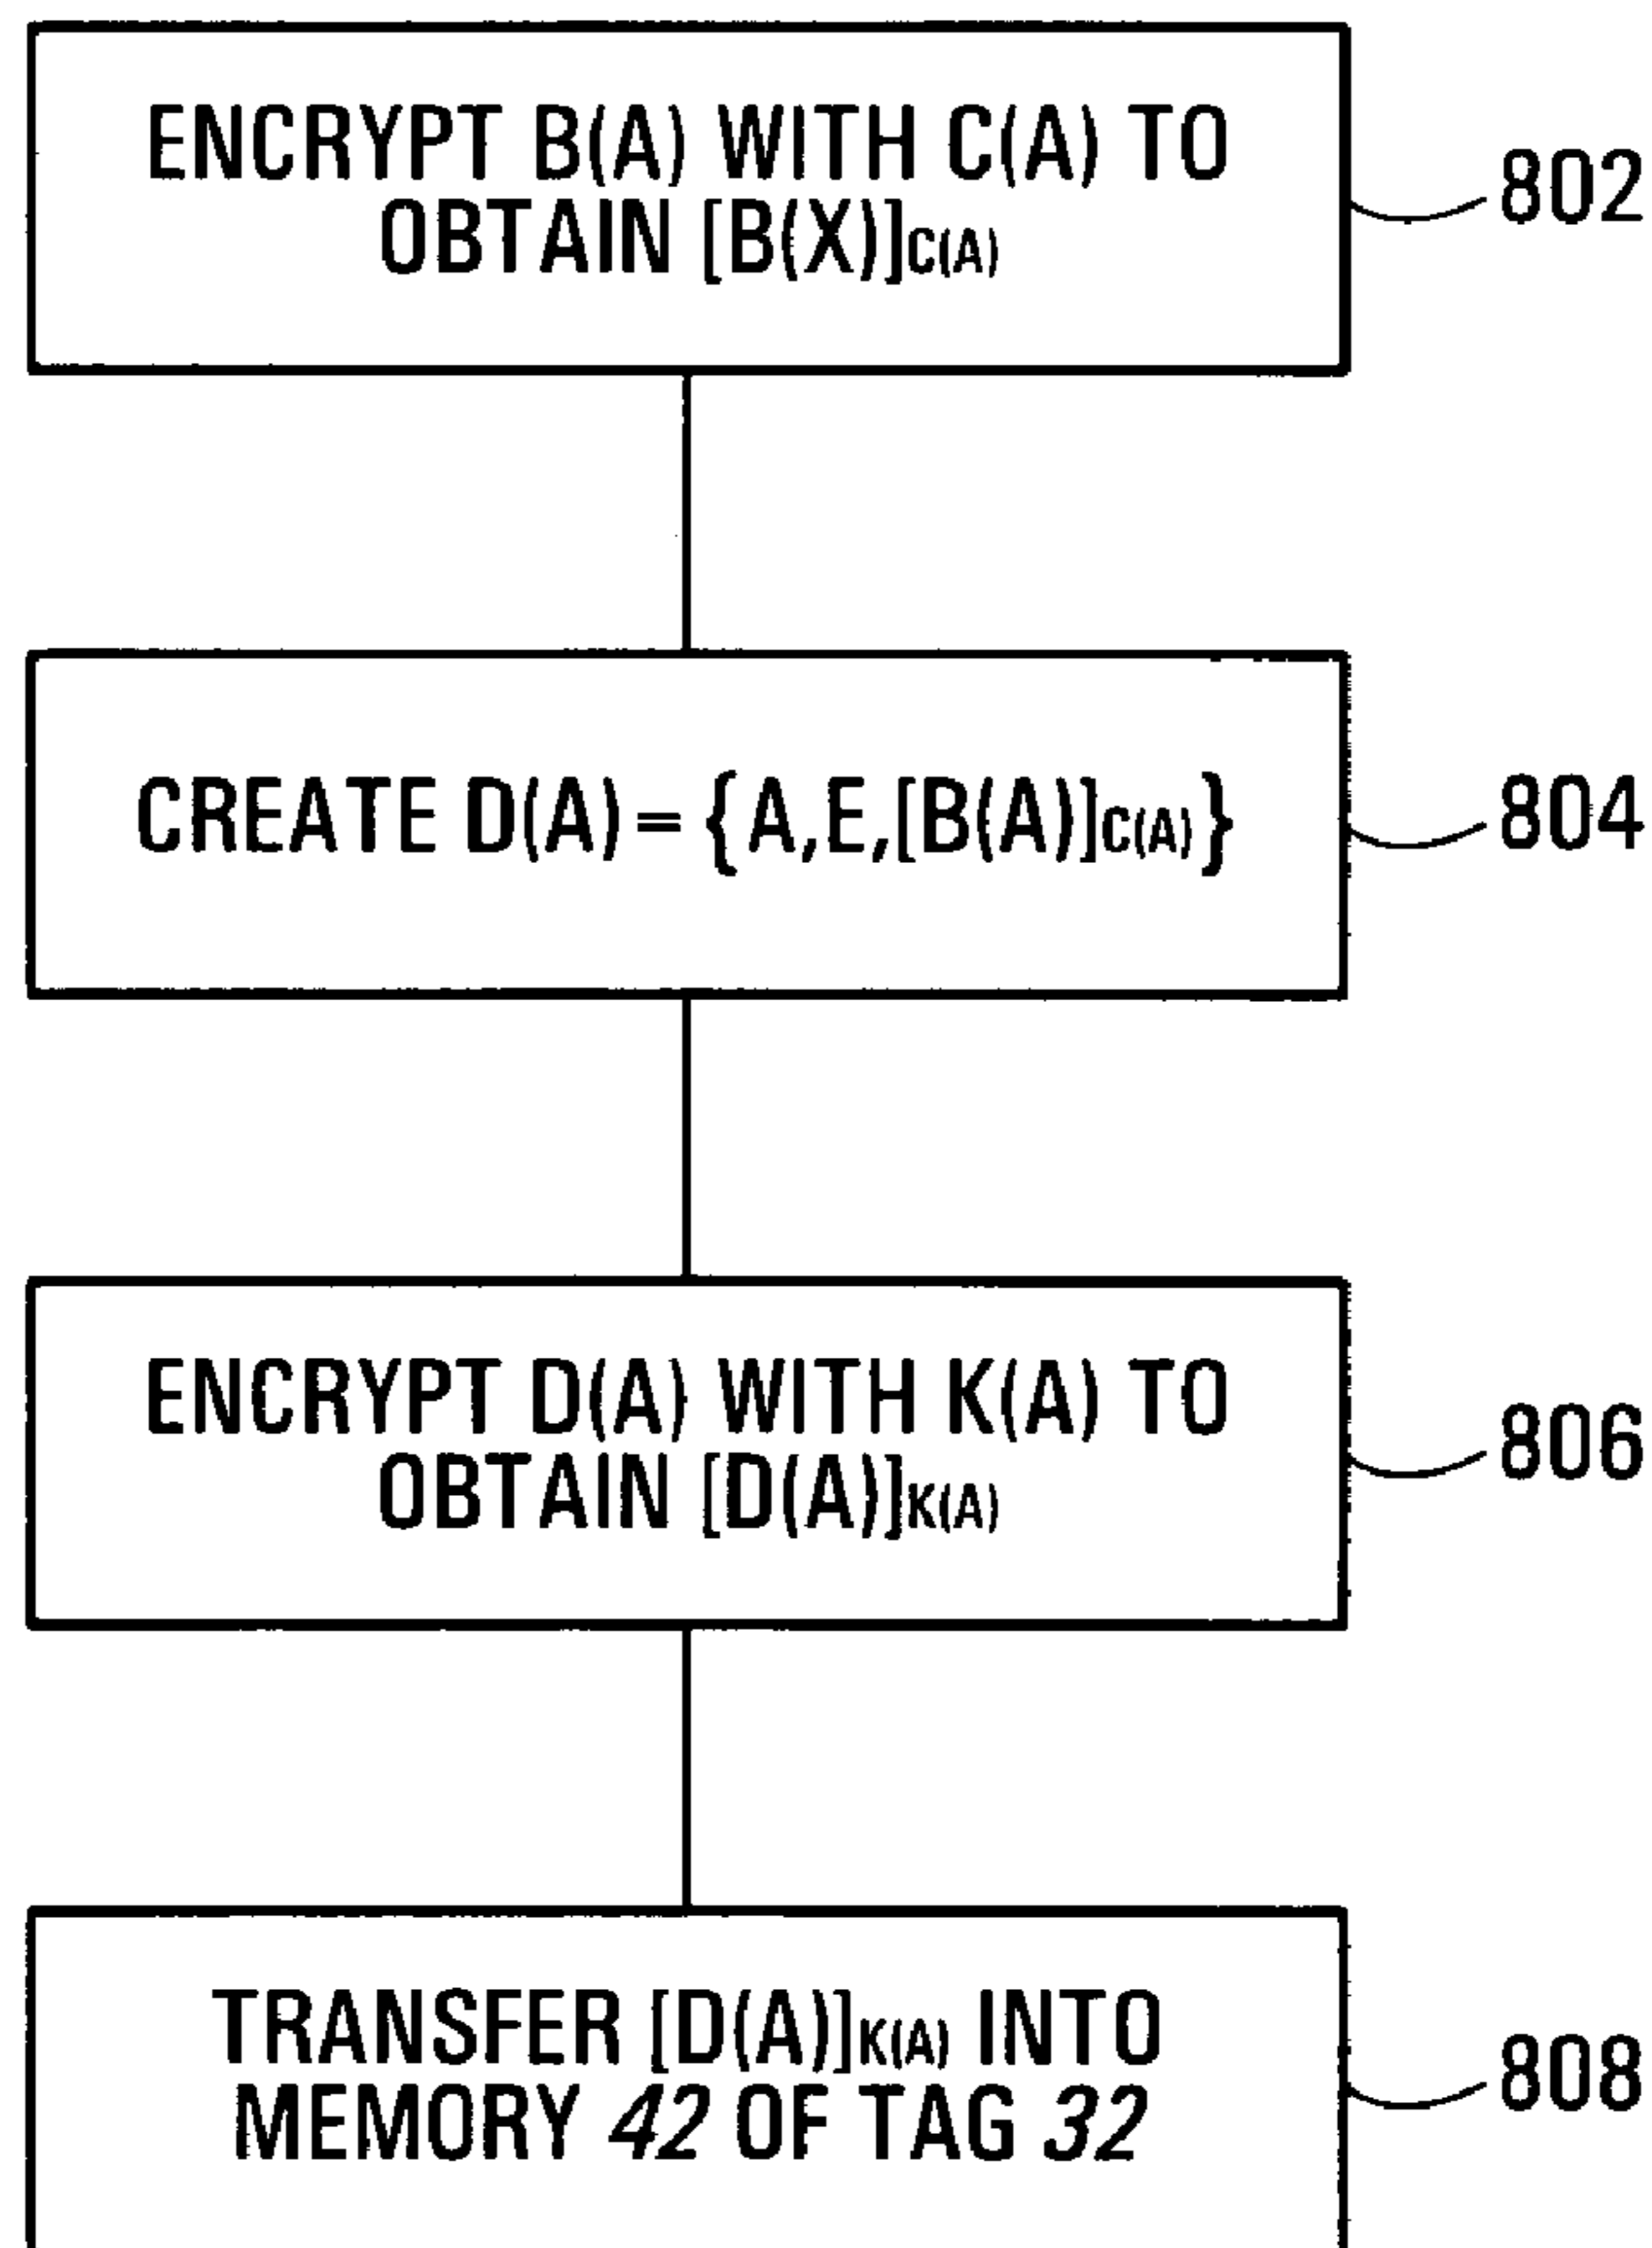 ENCRYPT B(A) WITH C(A) TO
OBTAIN [B(X)]C(A)
802
CREATE D(A) = {A,E,[B(A)]C(A)}
804
ENCRYPT D(A) WITH K(A) TO
OBTAIN [D(A)]K(A)
806
TRANSFER [D(A)]K(A) INTO
MEMORY 42 OF TAG 32
808